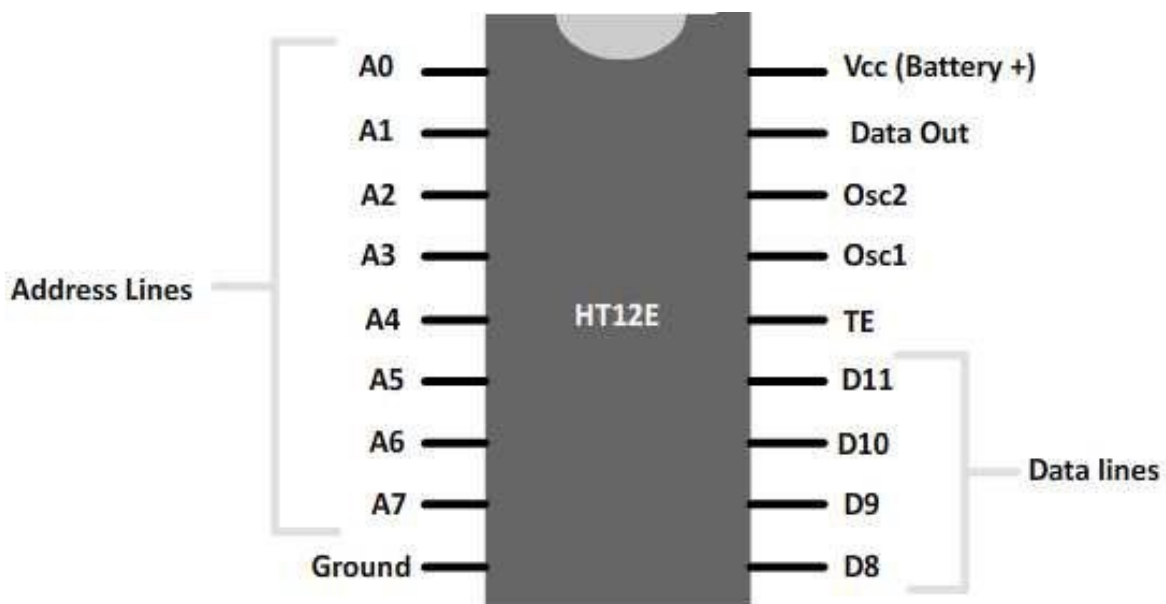 A0
Vcc (Battery +)
A1
Data Out
A2
Osc2
A3
Osc1
Address Lines
A4
HT12E
TE
A5
D11
A6
D10
Data lines
A7
D9
Ground
D8